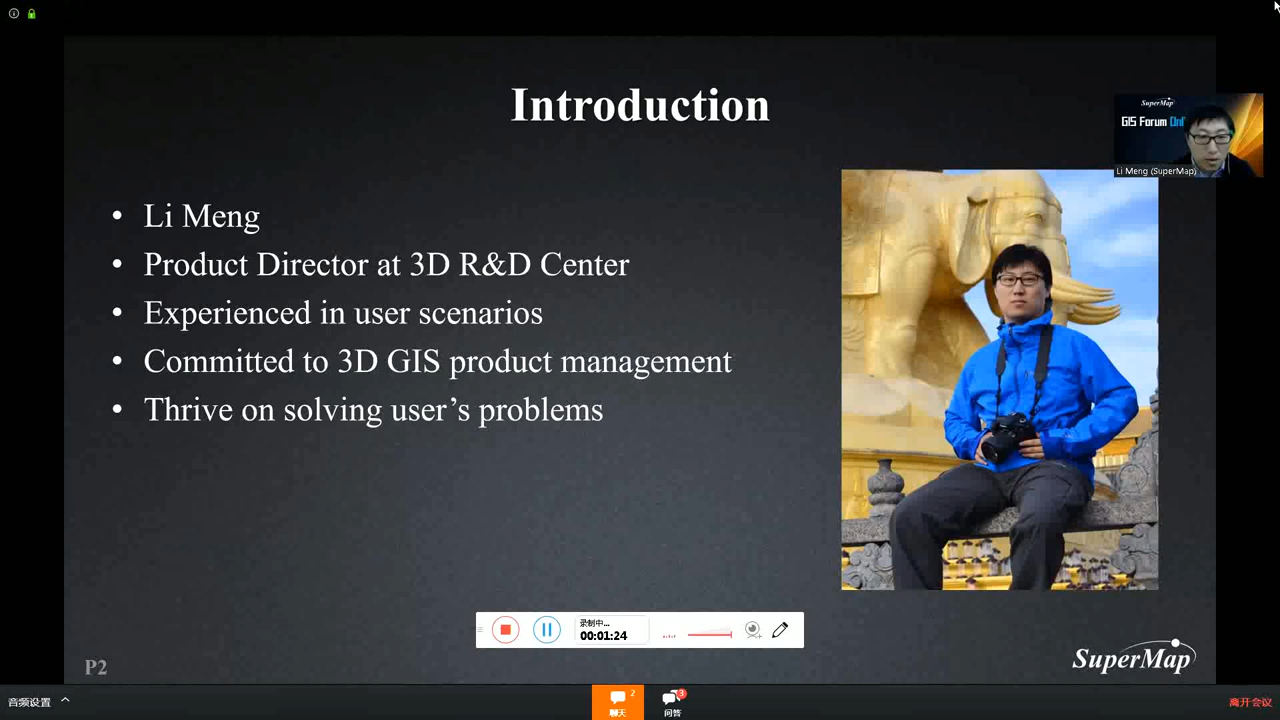 Introduction
SuperMap
GIS Forum Onl
Li Meng (SuperMap)
• Li Meng
• Product Director at 3D R&D Center
• Experienced in user scenarios
• Committed to 3D GIS product management
• Thrive on solving user’s problems
录制中...
00:01:24
P2
SuperMap
音频设置
2
聊天
3
问答
离开会议